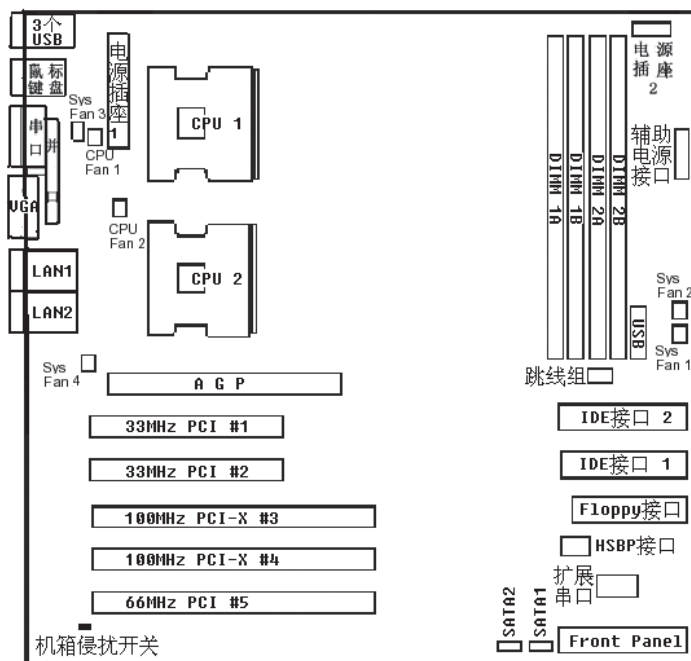 3个
USB
鼠标
键盘
串口
并口
VGA
LAN1
LAN2
Sys
Fan 3
CPU
Fan 1
电源插座
1
CPU 1
CPU
Fan 2
CPU 2
Sys
Fan 4
DIMM 1A
DIMM 1B
DIMM 2A
DIMM 2B
电源
插座
2
辅助
电源
接口
Sys
Fan 2
USB
Sys
Fan 1
跳线组
A G P
33MHz PCI #1
33MHz PCI #2
100MHz PCI-X #3
100MHz PCI-X #4
66MHz PCI #5
IDE接口 2
IDE接口 1
Floppy接口
HSBP接口
扩展
串口
SATA2
SATA1
Front Panel
机箱侵扰开关